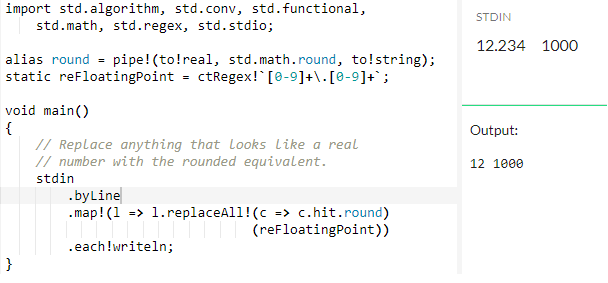 import std.algorithm, std.conv, std.functional,
    std.math, std.regex, std.stdio;

alias round = pipe!(to!real, std.math.round, to!string);
static reFloatingPoint = ctRegex!`[0-9]+\.[0-9]+`;

void main()
{
    // Replace anything that looks like a real
    // number with the rounded equivalent.
    stdin
        .byLine
        .map!(l => l.replaceAll!(c => c.hit.round)
                                (reFloatingPoint))
        .each!writeln;
}
STDIN
12.234   1000
Output:
12 1000